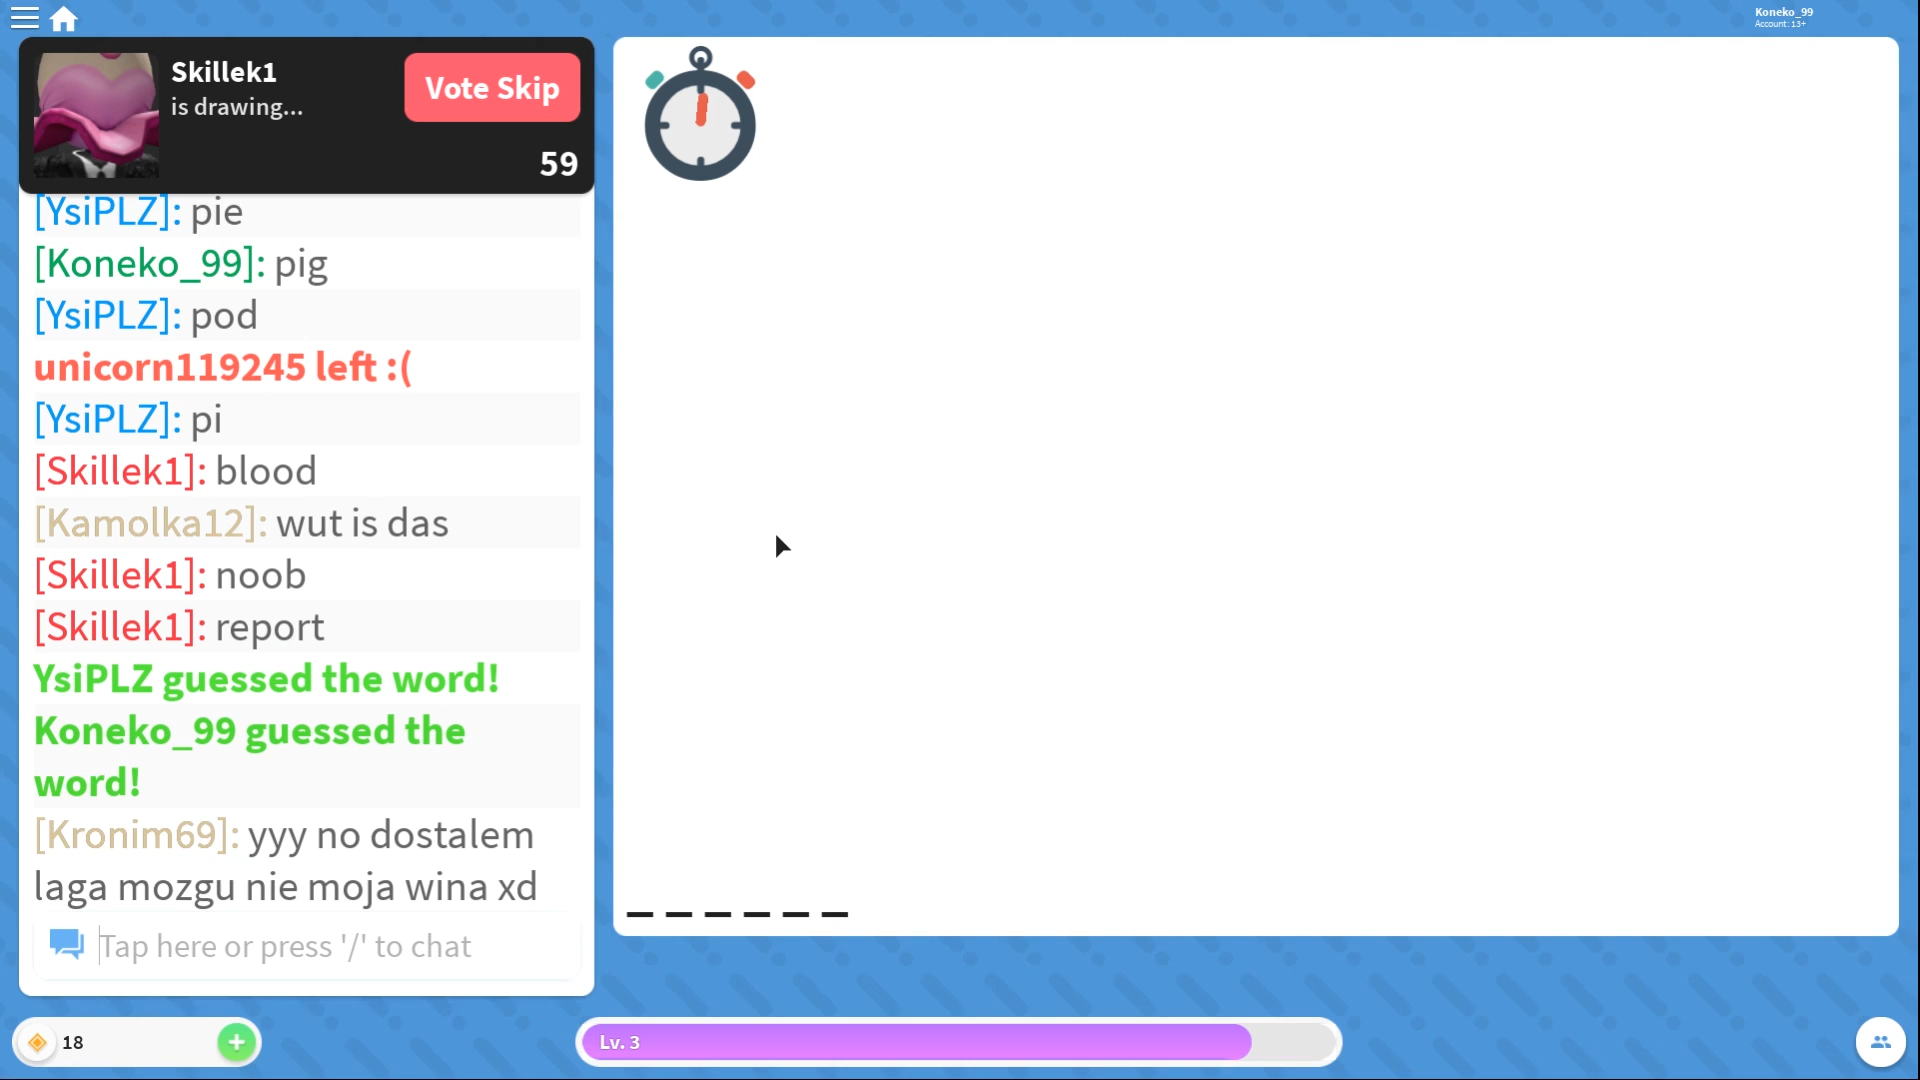 Koneko_99
Account: 13+
Skillek1
is drawing...
Vote Skip
59
[YsiPLZ]: pie
[Koneko_99]: pig
[YsiPLZ]: pod
unicorn119245 left :(
[YsiPLZ]: pi
[Skillek1]: blood
[Kamolka12]: wut is das
[Skillek1]: noob
[Skillek1]: report
YsiPLZ guessed the word!
Koneko_99 guessed the
word!
[Kronim69]: yyy no dostalem
laga mozgu nie moja wina xd
Tap here or press '/' to chat
_ _ _ _ _ _
18
Lv. 3